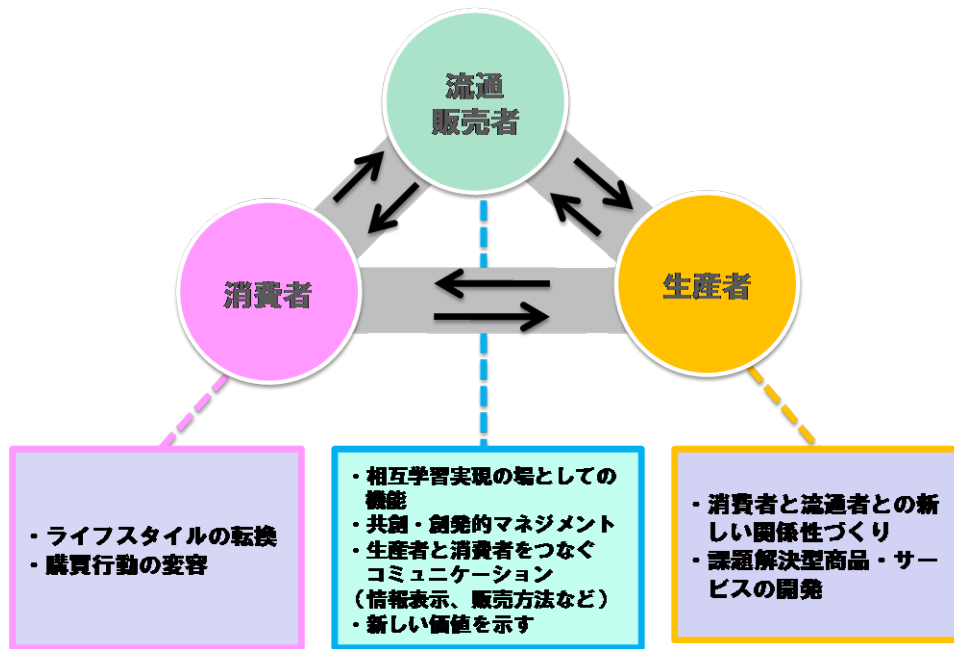 流通
販売者
消費者
生産者
・ライフスタイルの転換
・購買行動の変容
・相互学習実現の場としての
機能
・共創・創発的マネジメント
・生産者と消費者をつなぐ
コミュニケーション
（情報表示、販売方法など）
・新しい価値を示す
・消費者と流通者との新
しい関係性づくり
・課題解決型商品・サー
ビスの開発